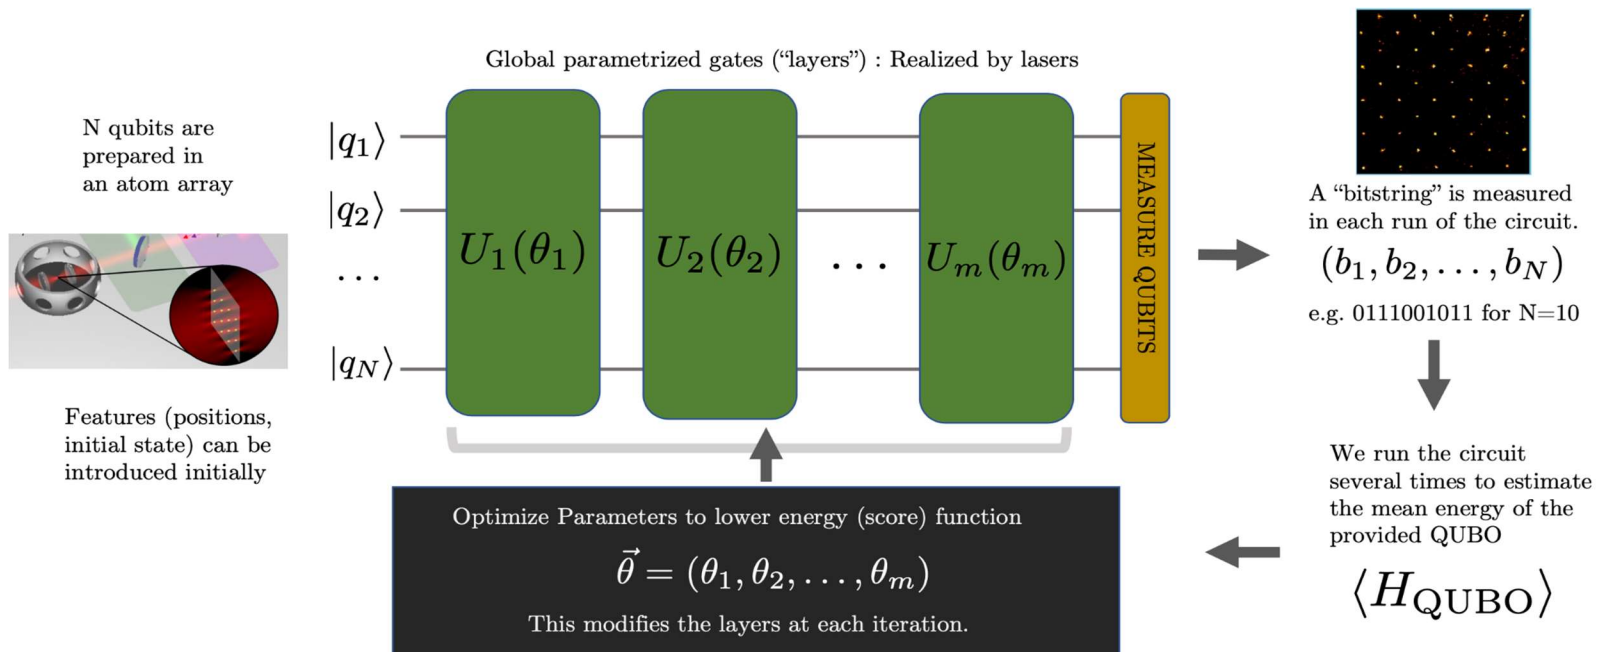 Global parametrized gates (“layers”) : Realized by lasers
N qubits are
prepared in
an atom array
Features (positions,
initial state) can be
introduced initially
|q₁⟩
|q₂⟩
...
|q_N⟩
U₁(θ₁)
U₂(θ₂)
...
Uₘ(θₘ)
MEASURE QUBITS
A “bitstring” is measured
in each run of the circuit.
(b₁, b₂, . . . , b_N)
e.g. 0111001011 for N=10
We run the circuit
several times to estimate
the mean energy of the
provided QUBO
⟨H_QUBO⟩
Optimize Parameters to lower energy (score) function
θ⃗ = (θ₁, θ₂, . . . , θₘ)
This modifies the layers at each iteration.